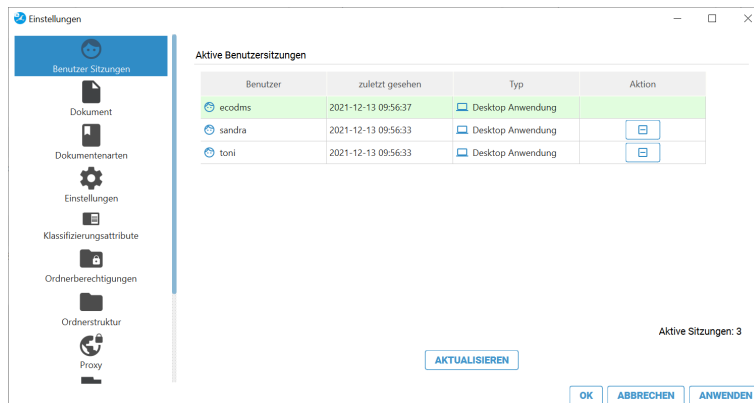 Einstellungen
Benutzer Sitzungen
Dokument
Dokumentenarten
Einstellungen
Klassifizierungsattribute
Ordnerberechtigungen
Ordnerstruktur
Proxy
Aktive Benutzersitzungen
Benutzer zuletzt gesehen Typ Aktion
ecodms 2021-12-13 09:56:37 Desktop Anwendung
sandra 2021-12-13 09:56:33 Desktop Anwendung
toni 2021-12-13 09:56:33 Desktop Anwendung
Aktive Sitzungen: 3
AKTUALISIEREN
OK ABBRECHEN ANWENDEN